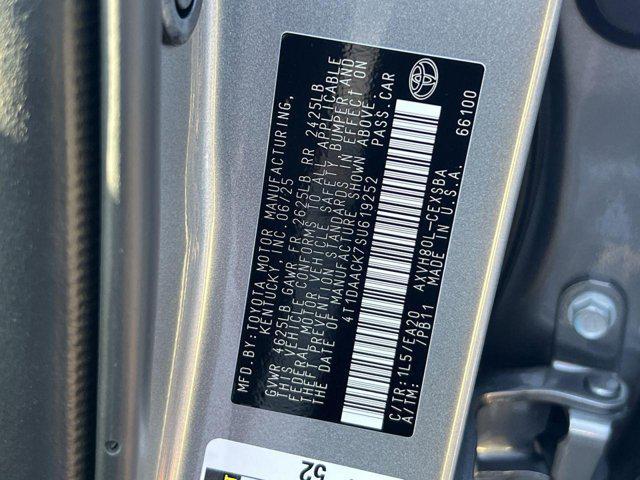 MFD. BY: TOYOTA MOTOR MANUFACTURING,
KENTUCKY, INC. 06/25
GVWR 4625LB GAWR FR 2625LB RR 2425LB
THIS VEHICLE CONFORMS TO ALL APPLICABLE
FEDERAL MOTOR VEHICLE SAFETY, BUMPER, AND
THEFT PREVENTION STANDARDS IN EFFECT ON
THE DATE OF MANUFACTURE SHOWN ABOVE.
4T1DAACK7SU619252 PASS.CAR
C/TR: 1L5/EA20 AXVH80L-CEXSBA
A/TM: /PB11 MADE IN U.S.A. 66100
52